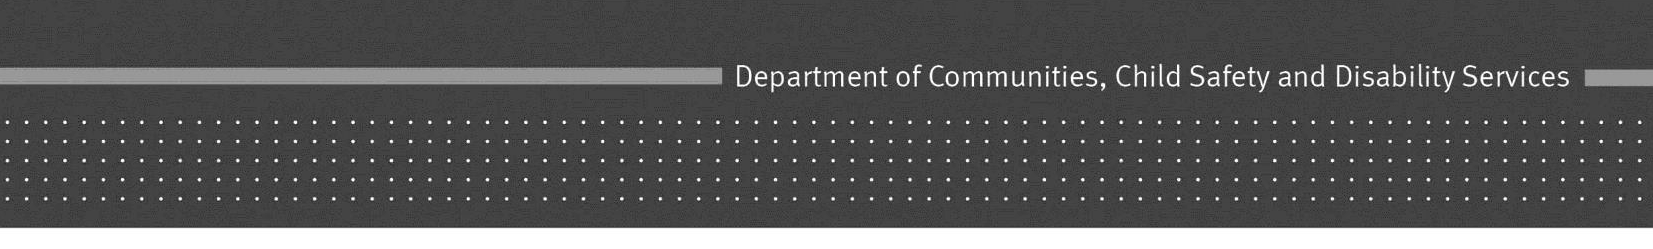 Department of Communities, Child Safety and Disability Services